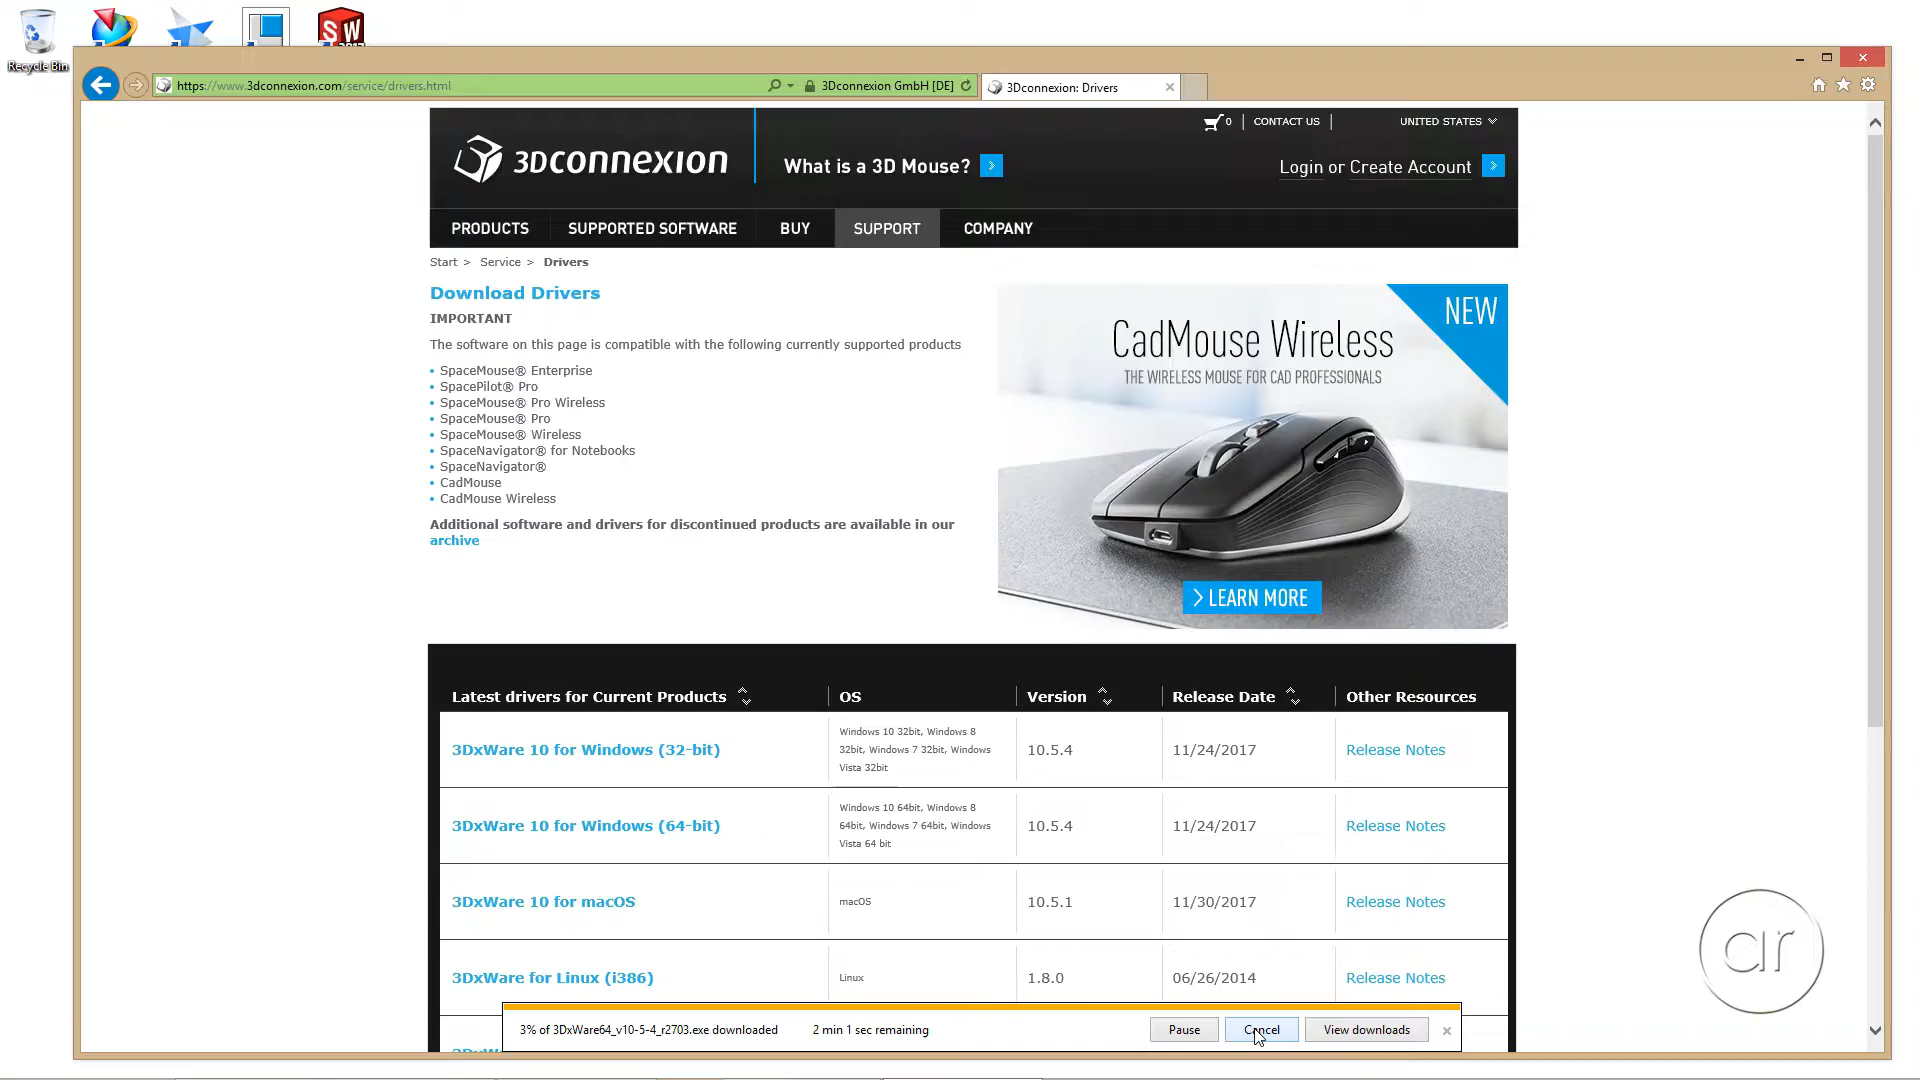 SW
Recycle Bin
https://www.3dconnexion.com/service/drivers.html
3Dconnexion GmbH [DE]
3Dconnexion: Drivers
0
CONTACT US
UNITED STATES
3Dconnexion
What is a 3D Mouse?
Login or Create Account
PRODUCTS
SUPPORTED SOFTWARE
BUY
SUPPORT
COMPANY
Start > Service > Drivers
Download Drivers
IMPORTANT
The software on this page is compatible with the following currently supported products
SpaceMouse® Enterprise
SpacePilot® Pro
SpaceMouse® Pro Wireless
SpaceMouse® Pro
SpaceMouse® Wireless
SpaceNavigator® for Notebooks
SpaceNavigator®
CadMouse
CadMouse Wireless
Additional software and drivers for discontinued products are available in our
archive
NEW
CadMouse Wireless
THE WIRELESS MOUSE FOR CAD PROFESSIONALS
> LEARN MORE
Latest drivers for Current Products
OS
Version
Release Date
Other Resources
3DxWare 10 for Windows (32-bit)
Windows 10 32bit, Windows 8
32bit, Windows 7 32bit, Windows
Vista 32bit
10.5.4
11/24/2017
Release Notes
3DxWare 10 for Windows (64-bit)
Windows 10 64bit, Windows 8
64bit, Windows 7 64bit, Windows
Vista 64 bit
10.5.4
11/24/2017
Release Notes
3DxWare 10 for macOS
macOS
10.5.1
11/30/2017
Release Notes
3DxWare for Linux (i386)
Linux
1.8.0
06/26/2014
Release Notes
3% of 3DxWare64_v10-5-4_r2703.exe downloaded
2 min 1 sec remaining
Pause
Cancel
View downloads
ar